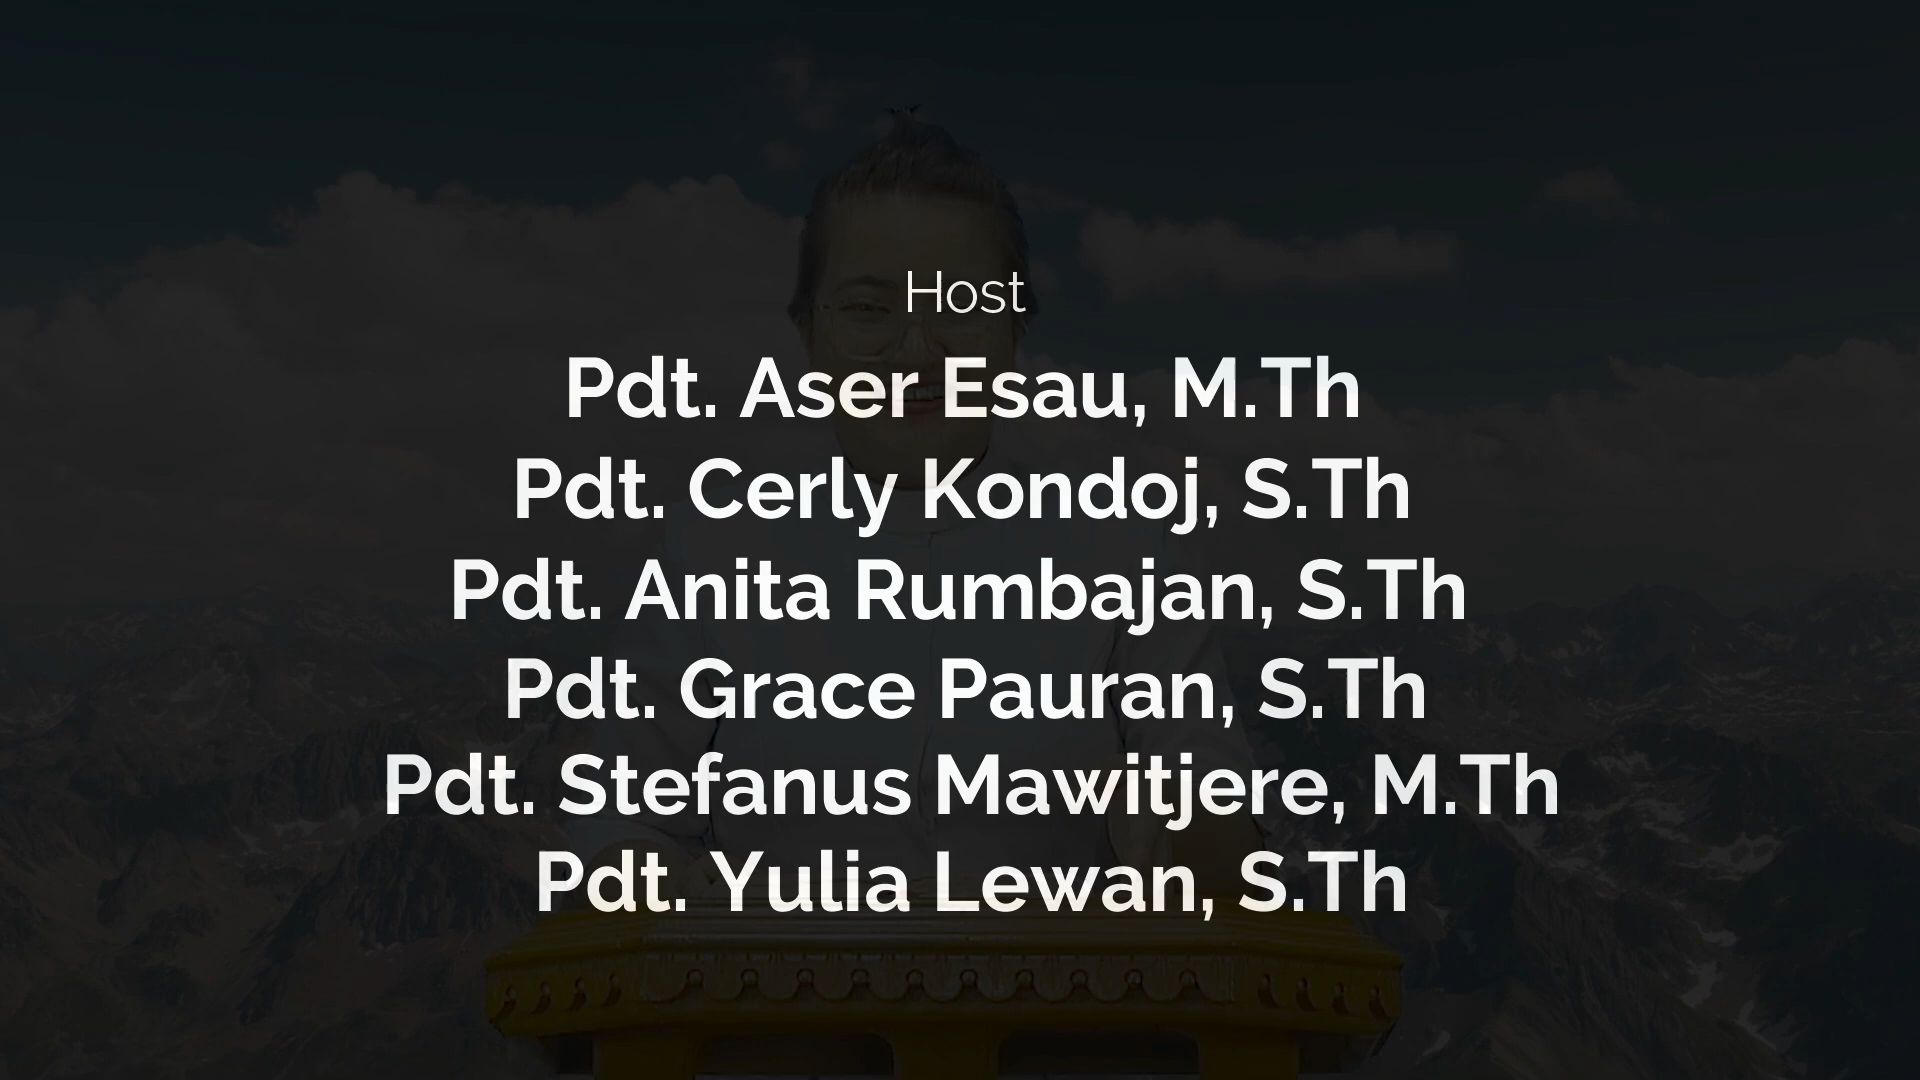 Host
Pdt. Aser Esau, M.Th
Pdt. Cerly Kondoj, S.Th
Pdt. Anita Rumbajan, S.Th
Pdt. Grace Pauran, S.Th
Pdt. Stefanus Mawitjere, M.Th
Pdt. Yulia Lewan, S.Th